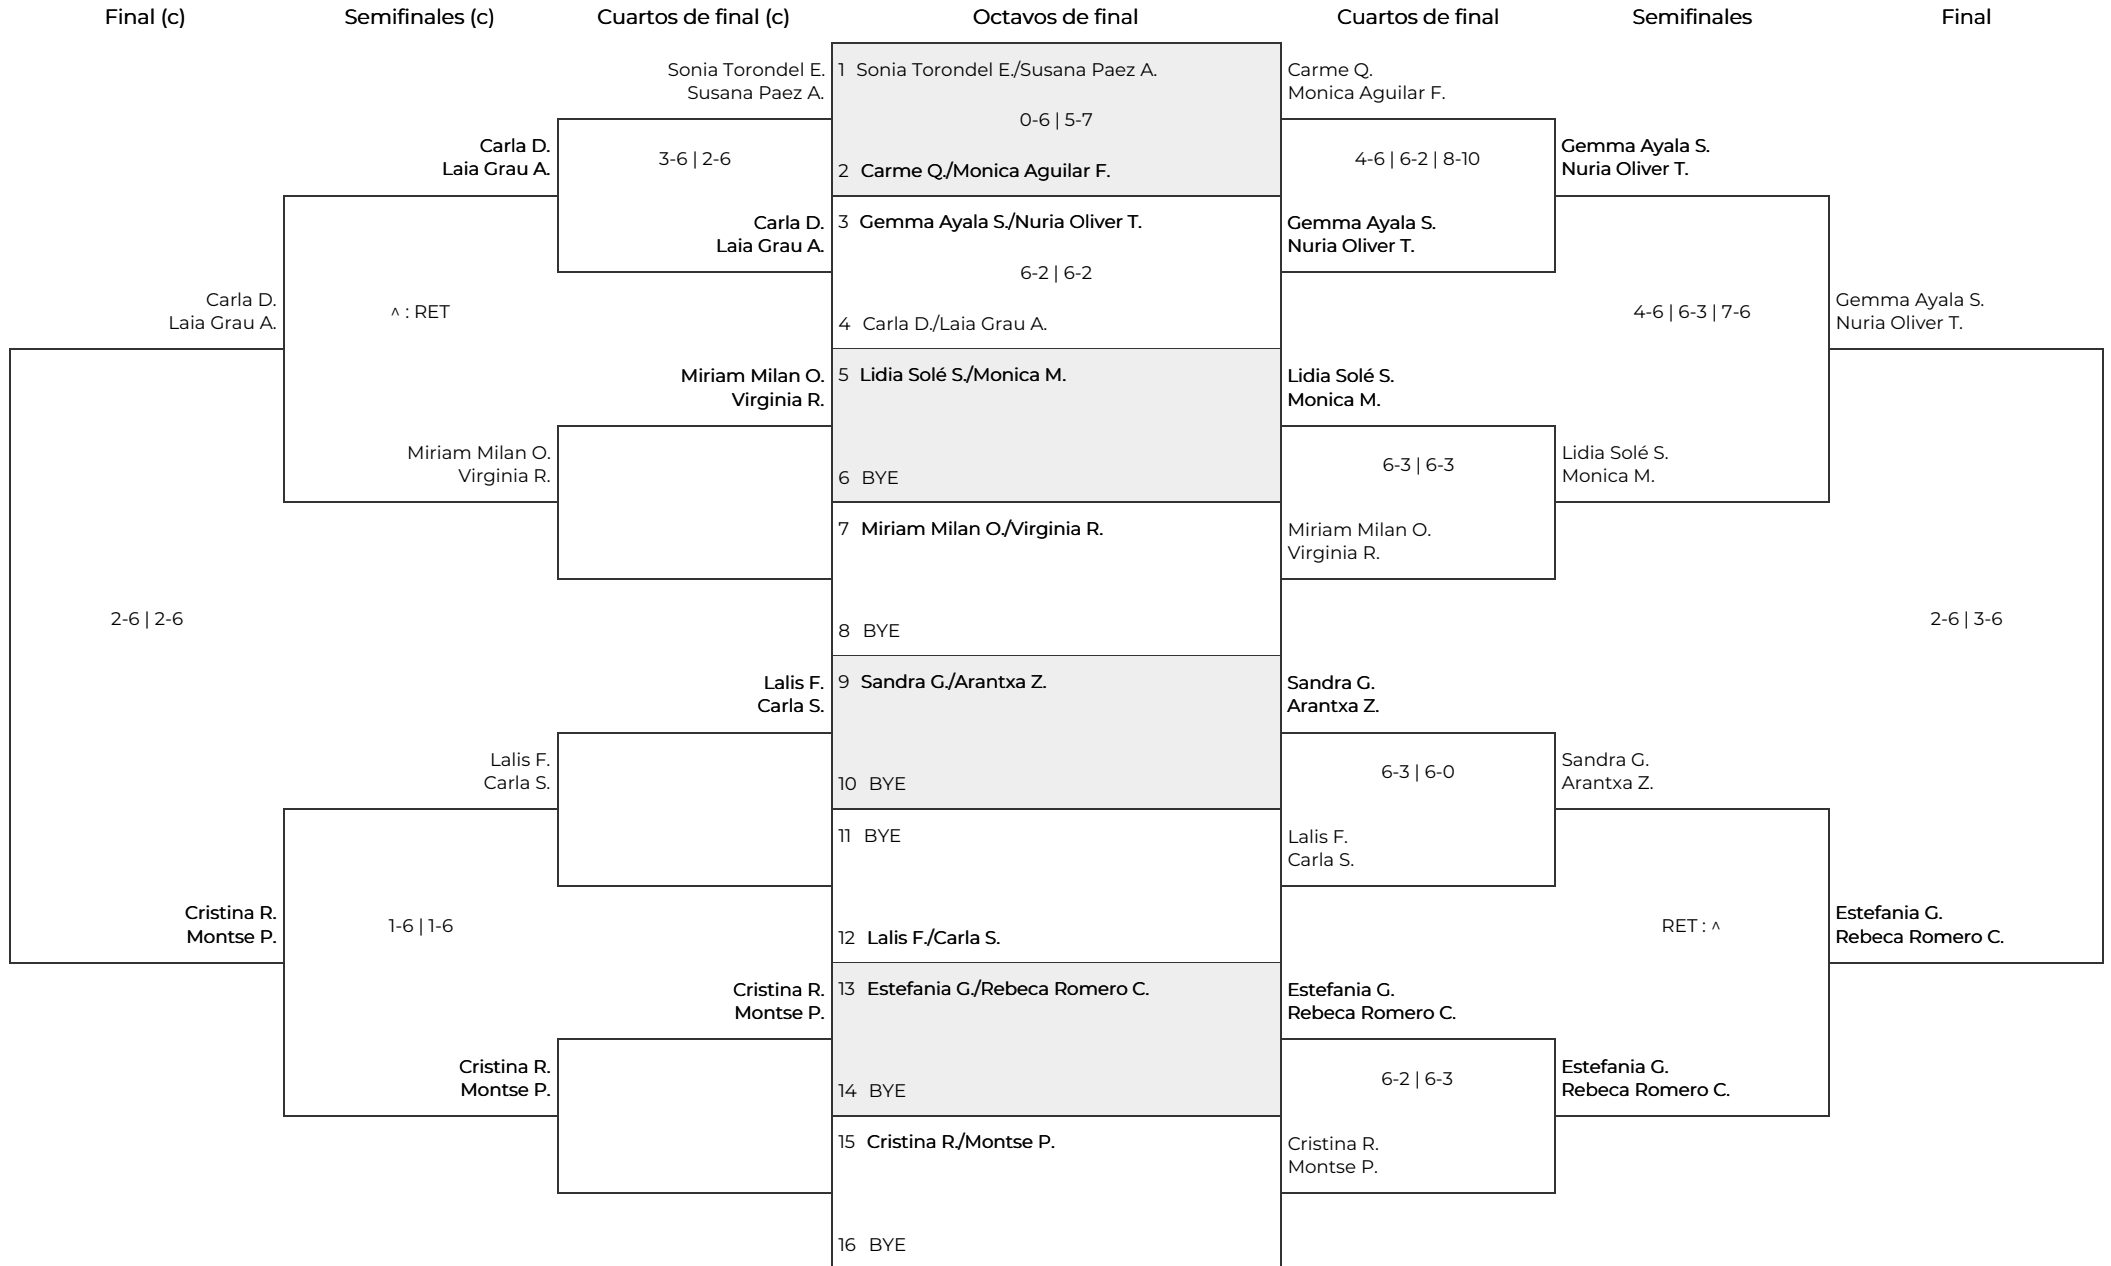 Final (c)
Semifinales (c)
Cuartos de final (c)
Octavos de final
Cuartos de final
Semifinales
Final
Carla D.
Laia Grau A.
2-6 | 2-6
Cristina R.
Montse P.
Carla D.
Laia Grau A.
^ : RET
Miriam Milan O.
Virginia R.
Lalis F.
Carla S.
1-6 | 1-6
Cristina R.
Montse P.
Sonia Torondel E.
Susana Paez A.
3-6 | 2-6
Carla D.
Laia Grau A.
Miriam Milan O.
Virginia R.
Lalis F.
Carla S.
Cristina R.
Montse P.
1 Sonia Torondel E./Susana Paez A.
0-6 | 5-7
2 Carme Q./Monica Aguilar F.
3 Gemma Ayala S./Nuria Oliver T.
6-2 | 6-2
4 Carla D./Laia Grau A.
5 Lidia Solé S./Monica M.
6 BYE
7 Miriam Milan O./Virginia R.
8 BYE
9 Sandra G./Arantxa Z.
10 BYE
11 BYE
12 Lalis F./Carla S.
13 Estefania G./Rebeca Romero C.
14 BYE
15 Cristina R./Montse P.
16 BYE
Carme Q.
Monica Aguilar F.
4-6 | 6-2 | 8-10
Gemma Ayala S.
Nuria Oliver T.
Lidia Solé S.
Monica M.
6-3 | 6-3
Miriam Milan O.
Virginia R.
Sandra G.
Arantxa Z.
6-3 | 6-0
Lalis F.
Carla S.
Estefania G.
Rebeca Romero C.
6-2 | 6-3
Cristina R.
Montse P.
Gemma Ayala S.
Nuria Oliver T.
4-6 | 6-3 | 7-6
Lidia Solé S.
Monica M.
Sandra G.
Arantxa Z.
RET : ^
Estefania G.
Rebeca Romero C.
Gemma Ayala S.
Nuria Oliver T.
2-6 | 3-6
Estefania G.
Rebeca Romero C.